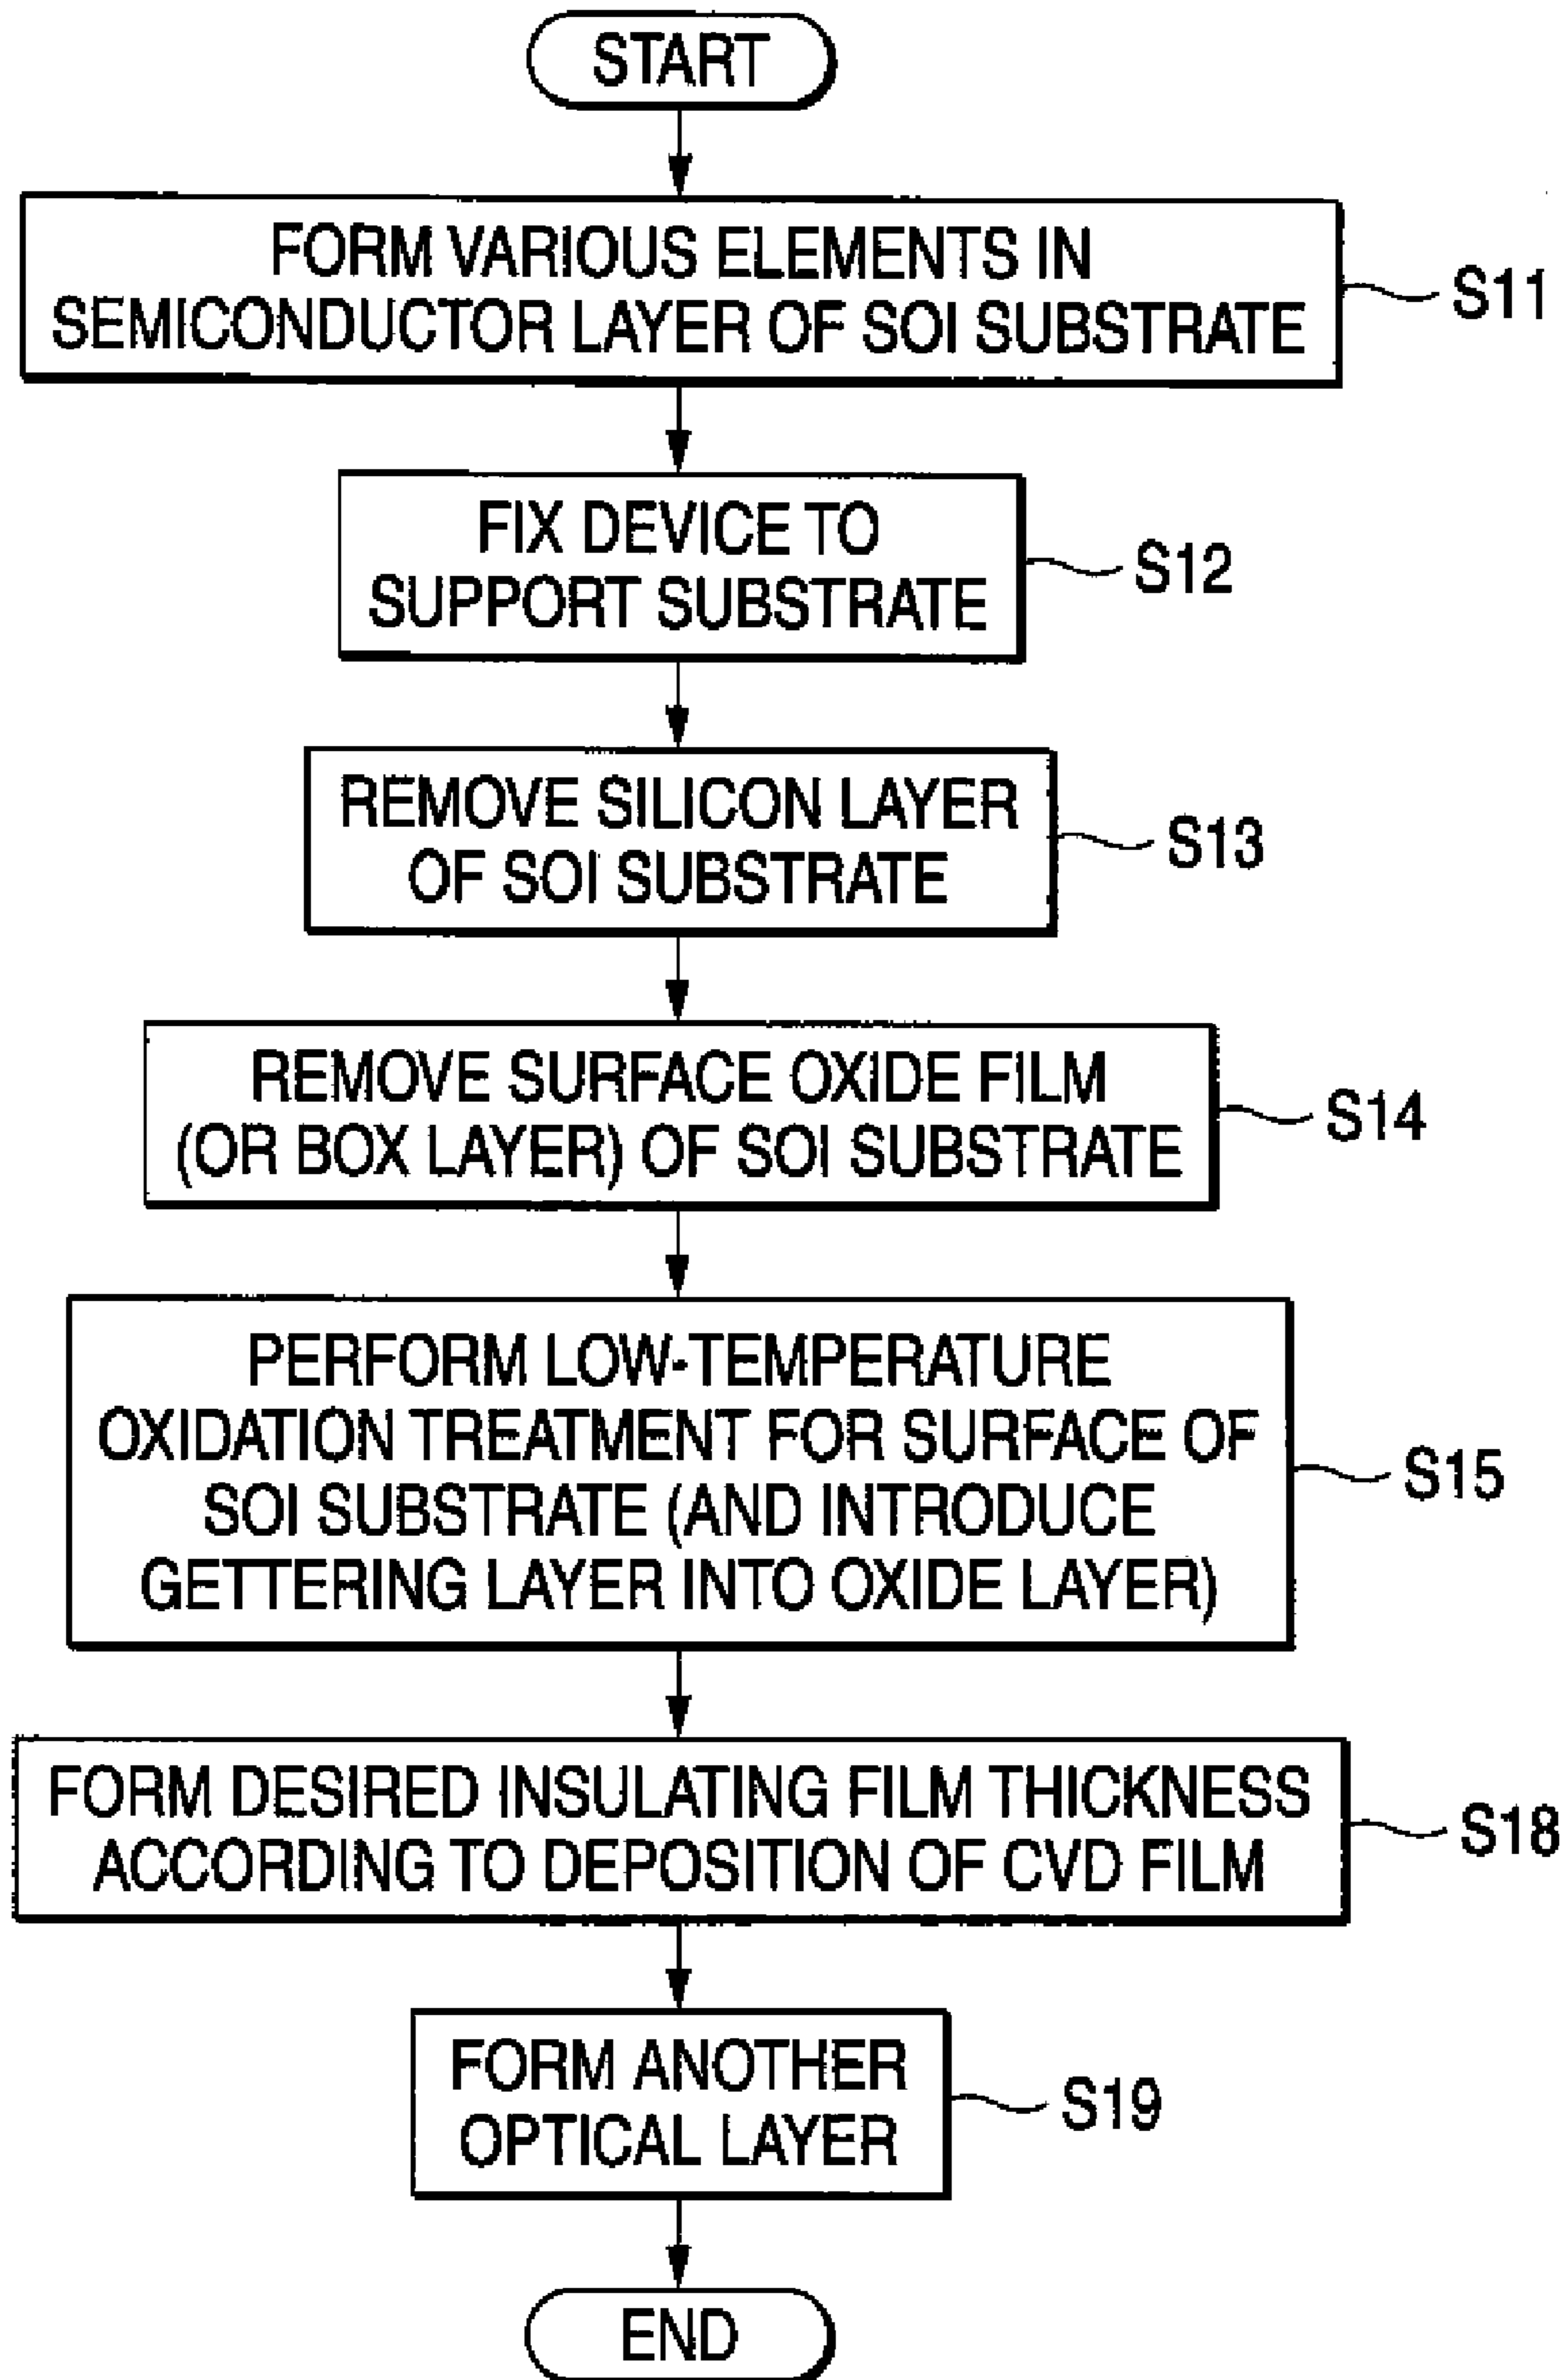 START
FORM VARIOUS ELEMENTS IN
SEMICONDUCTOR LAYER OF SOI SUBSTRATE
S11
FIX DEVICE TO
SUPPORT SUBSTRATE
S12
REMOVE SILICON LAYER
OF SOI SUBSTRATE
S13
REMOVE SURFACE OXIDE FILM
(OR BOX LAYER) OF SOI SUBSTRATE
S14
PERFORM LOW-TEMPERATURE
OXIDATION TREATMENT FOR SURFACE OF
SOI SUBSTRATE (AND INTRODUCE
GETTERING LAYER INTO OXIDE LAYER)
S15
FORM DESIRED INSULATING FILM THICKNESS
ACCORDING TO DEPOSITION OF CVD FILM
S18
FORM ANOTHER
OPTICAL LAYER
S19
END